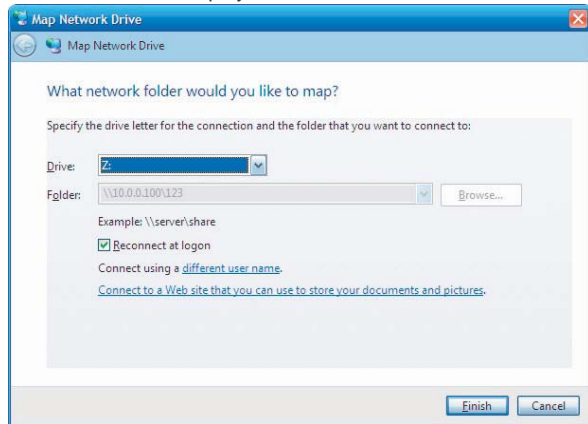 Map Network Drive
Map Network Drive
What network folder would you like to map?
Specify the drive letter for the connection and the folder that you want to connect to:
Drive: Z:
Folder: \\10.0.0.100\123 Browse...
Example: \\server\share
Reconnect at logon
Connect using a different user name.
Connect to a Web site that you can use to store your documents and pictures.
Finish Cancel